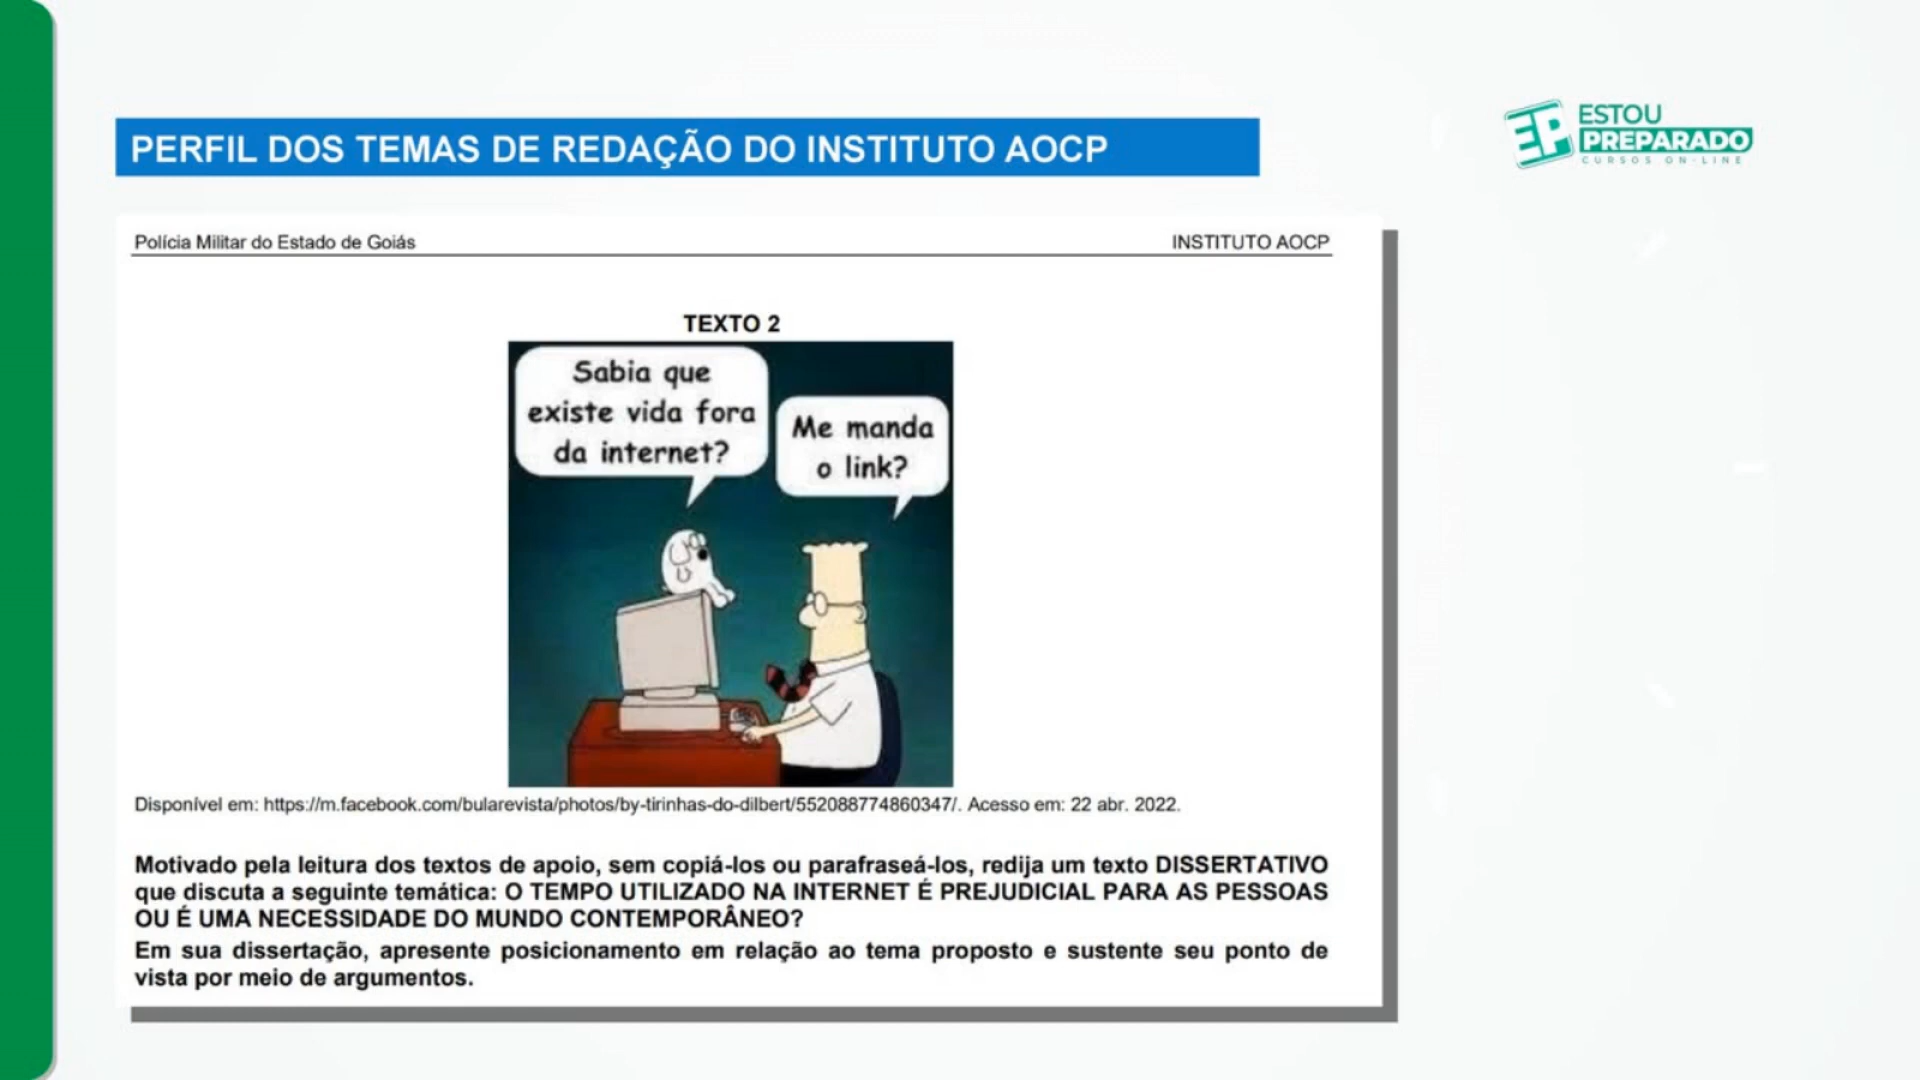 PERFIL DOS TEMAS DE REDAÇÃO DO INSTITUTO AOCP
EP ESTOU
PREPARADO
CURSOS ON-LINE
Polícia Militar do Estado de Goiás INSTITUTO AOCP
TEXTO 2
Sabia que
existe vida fora
da internet?
Me manda
o link?
Disponível em: https://m.facebook.com/bularevista/photos/by-tirinhas-do-dilbert/552088774860347/. Acesso em: 22 abr. 2022.
Motivado pela leitura dos textos de apoio, sem copiá-los ou parafraseá-los, redija um texto DISSERTATIVO
que discuta a seguinte temática: O TEMPO UTILIZADO NA INTERNET É PREJUDICIAL PARA AS PESSOAS
OU É UMA NECESSIDADE DO MUNDO CONTEMPORÂNEO?
Em sua dissertação, apresente posicionamento em relação ao tema proposto e sustente seu ponto de
vista por meio de argumentos.